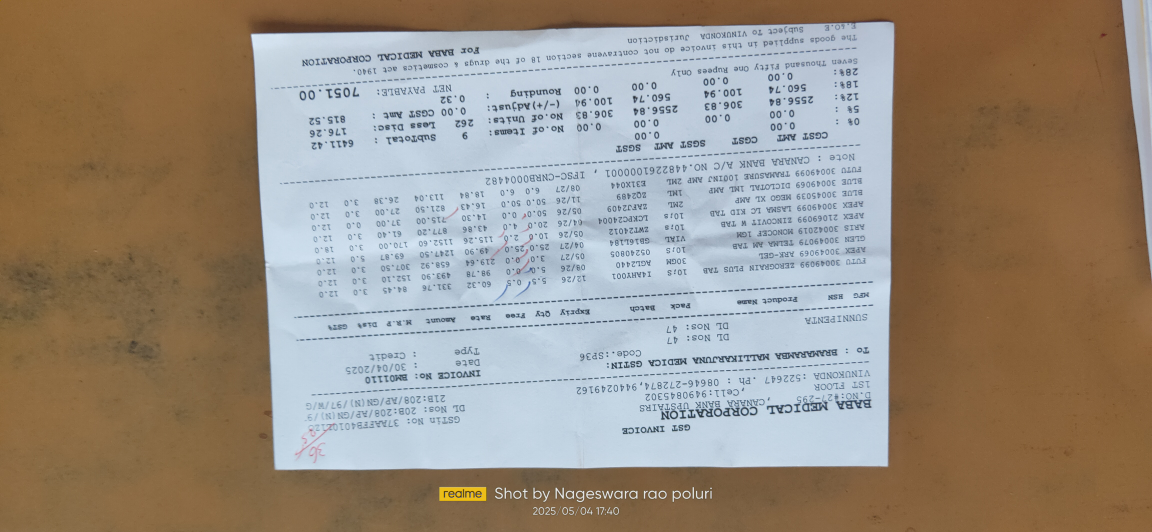 GST INVOICE
BABA MEDICAL CORPORATION
D.NO:#27-295 ,CANARA BANK UPSTAIRS
1ST FLOOR ,Cell:9490845302
VINUKONDA :522647 .Ph : 08646-272874,9440249162
GSTin No: 37AAFFB4010E1
DL Nos: 20B:208/AP/GN(N)/9
21B:208/AP/GN(N)/97/W/G
30/05
To : BRAMARAMBA MALLIKARJUNA MEDICA GSTIN:
Code.:SP36
SUNNIPENTA
DL Nos: 47
DL Nos: 47
INVOICE No: BM01110
Date : 30/04/2025
Type : Credit
MFG HSN Product Name Pack Batch Expriy Qty Free Rate Amount M.R.P Dis% GST%
FUTU 30049099 ZEROGRAIN PLUS TAB 10's I4AHY001 12/26 5.5 0.5 60.32 331.76 84.45 3.0 12.0
APEX 30049069 ARK-GEL 30GM AGL2440 08/26 5.0 0.0 98.78 493.90 152.10 3.0 12.0
GLEN 30049079 TELMA AM TAB 10/s 05240805 05/27 3.0 0.0 219.64 658.92 307.50 3.0 12.0
ARIS 30042019 MONOCEF 1GM VIAL GB16L184 04/27 25.0 25.0 49.90 1247.50 69.87 5.0 12.0
APEX 21069099 ZINCOVIT W TAB 10/s ZWT24012 05/26 10.0 2.0 115.26 1152.60 170.00 3.0 18.0
APEX 30049099 LASMA LC KID TAB 10/s LCKPC24004 04/26 20.0 4.0 43.86 877.20 61.40 3.0 12.0
BLUE 30045039 MEGO XL AMP 2ML ZAPZ2409 05/26 50.0 0.0 14.30 715.00 37.00 0.0 12.0
BLUE 30049069 DICLOTAL 1ML AMP 1ML ZQ2489 11/26 50.0 50.0 16.43 821.50 27.00 3.0 12.0
FUTU 30049099 TRAMASURE 100INJ AMP 2ML E31X044 08/27 6.0 6.0 18.84 113.04 26.38 3.0 12.0
Note : CANARA BANK A/C NO.44822610000001 , IFSC-CNRB0004482
CGST AMT CGST SGST AMT SGST
0%: 0.00 0.00 0.00 No.of Items: 9 SubTotal : 6411.42
5%: 0.00 0.00 0.00 No.of Units: 262 Less Disc: 176.26
12%: 2556.84 306.83 2556.84 306.83 (-/+)Adjust: 0.00 CGST Amt : 815.52
18%: 560.74 100.94 560.74 100.94 Rounding : 0.32
28%: 0.00 0.00 0.00 0.00 NET PAYABLE: 7051.00
Seven Thousand Fifty One Rupees Only
The goods supplied in this invoice do not contravene section 18 of the drugs & cosmetics act 1940.
E.&O.E Subject To VINUKONDA Jurisdiction
For BABA MEDICAL CORPORATION
realme Shot by Nageswara rao poluri
2025/05/04 17:40